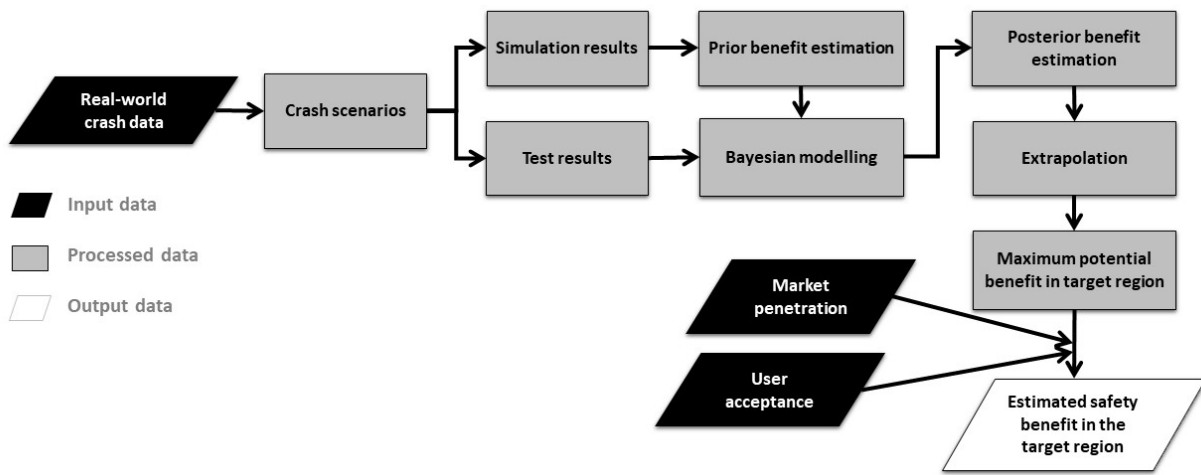 Simulation results
Prior benefit estimation
Posterior benefit
estimation
Real-world
crash data
Crash scenarios
Test results
Bayesian modelling
Extrapolation
Input data
Processed data
Output data
Maximum potential
benefit in target region
Market
penetration
User
acceptance
Estimated safety
benefit in the
target region